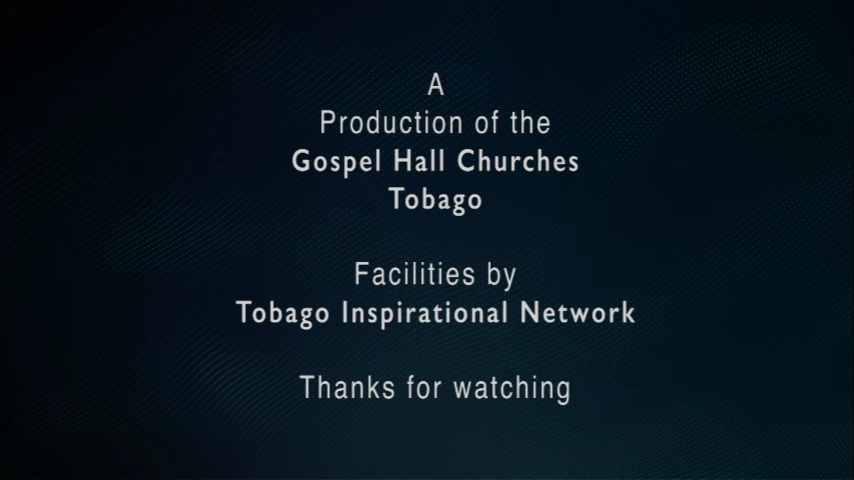 A
Production of the
Gospel Hall Churches
Tobago
Facilities by
Tobago Inspirational Network
Thanks for watching